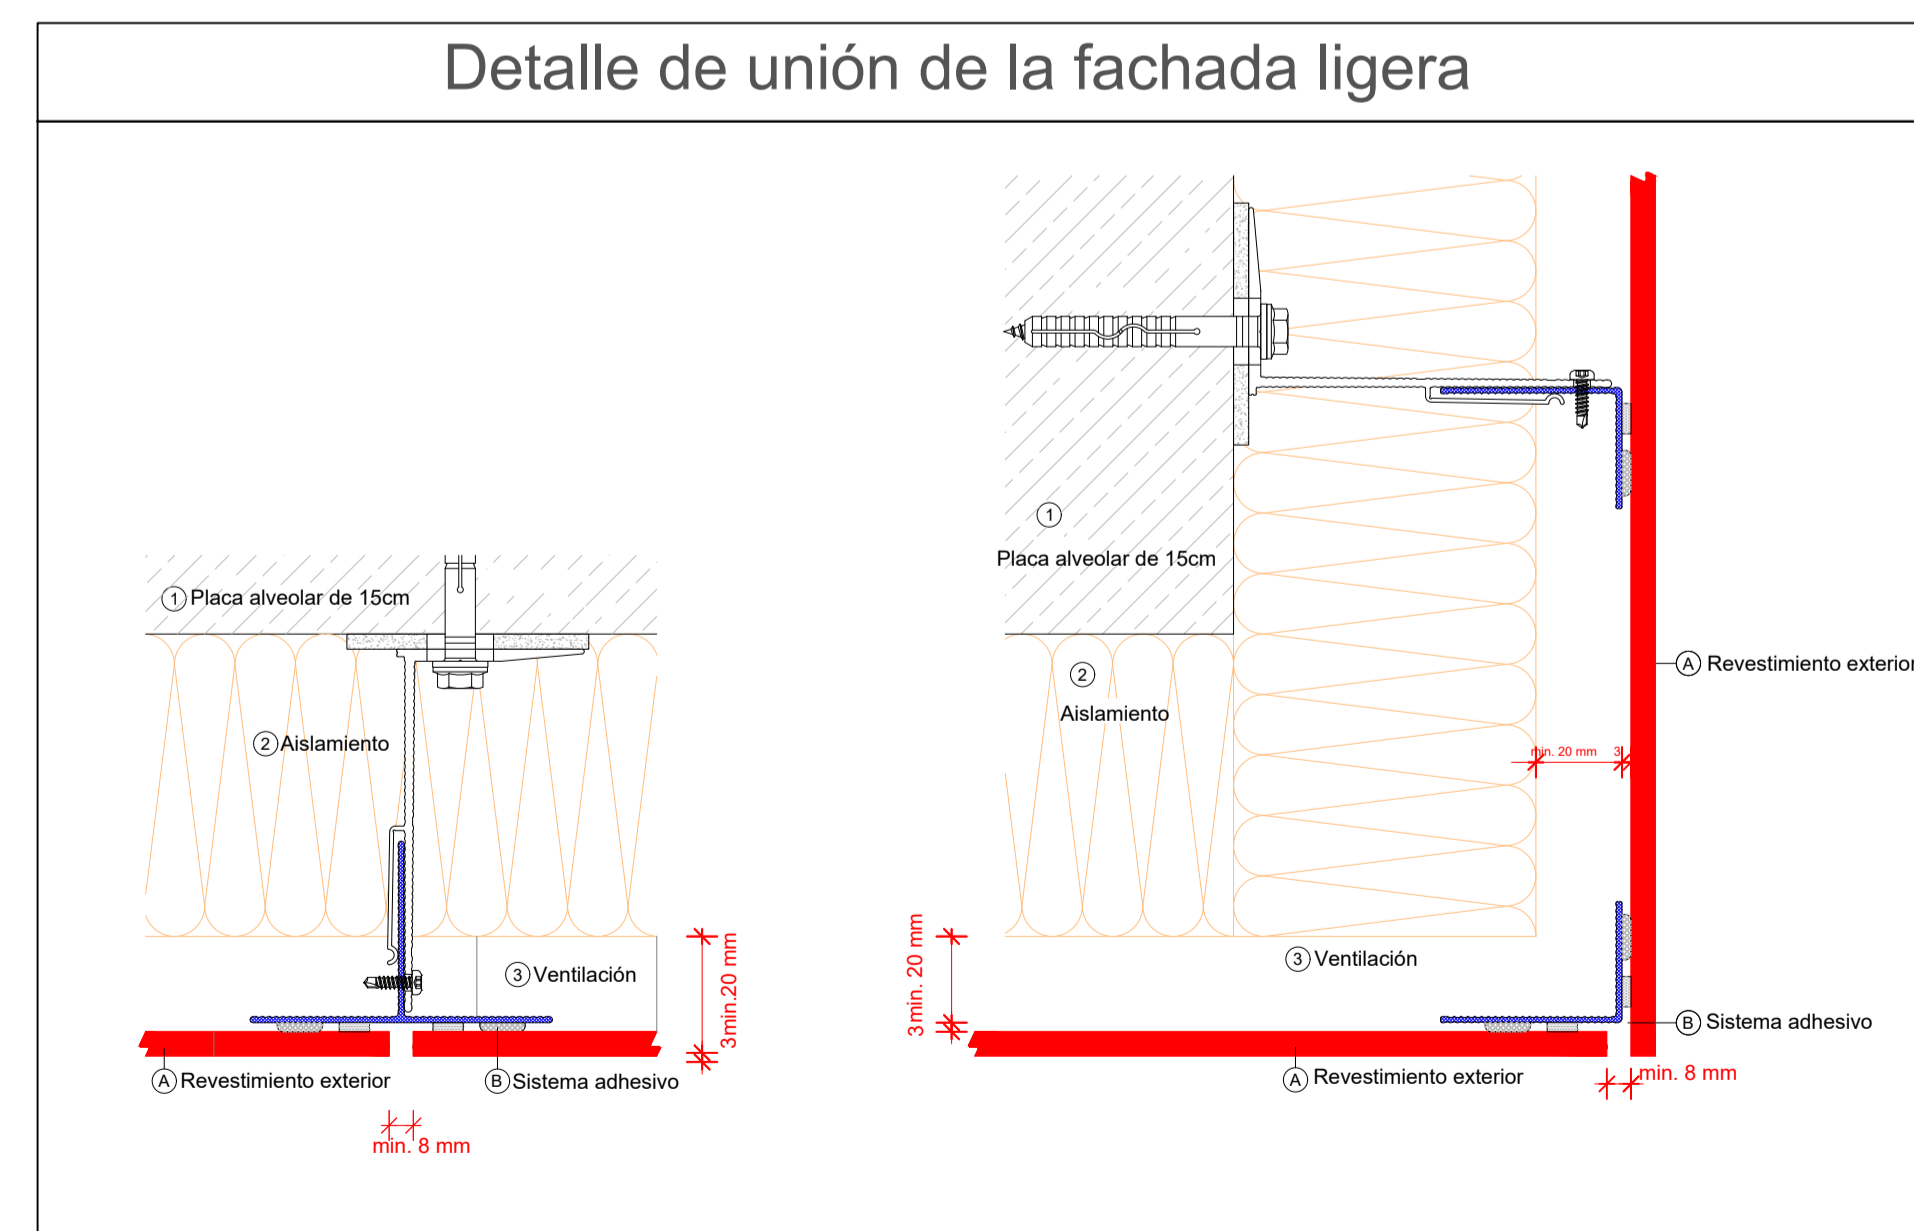 Detalle de unión de la fachada ligera
① Placa alveolar de 15cm
② Aislamiento
③ Ventilación
3 min.20 mm
Ⓐ Revestimiento exterior
Ⓑ Sistema adhesivo
min. 8 mm
①
Placa alveolar de 15cm
②
Aislamiento
Ⓐ Revestimiento exterior
min. 20 mm 3
③ Ventilación
3 min. 20 mm
Ⓑ Sistema adhesivo
Ⓐ Revestimiento exterior
min. 8 mm